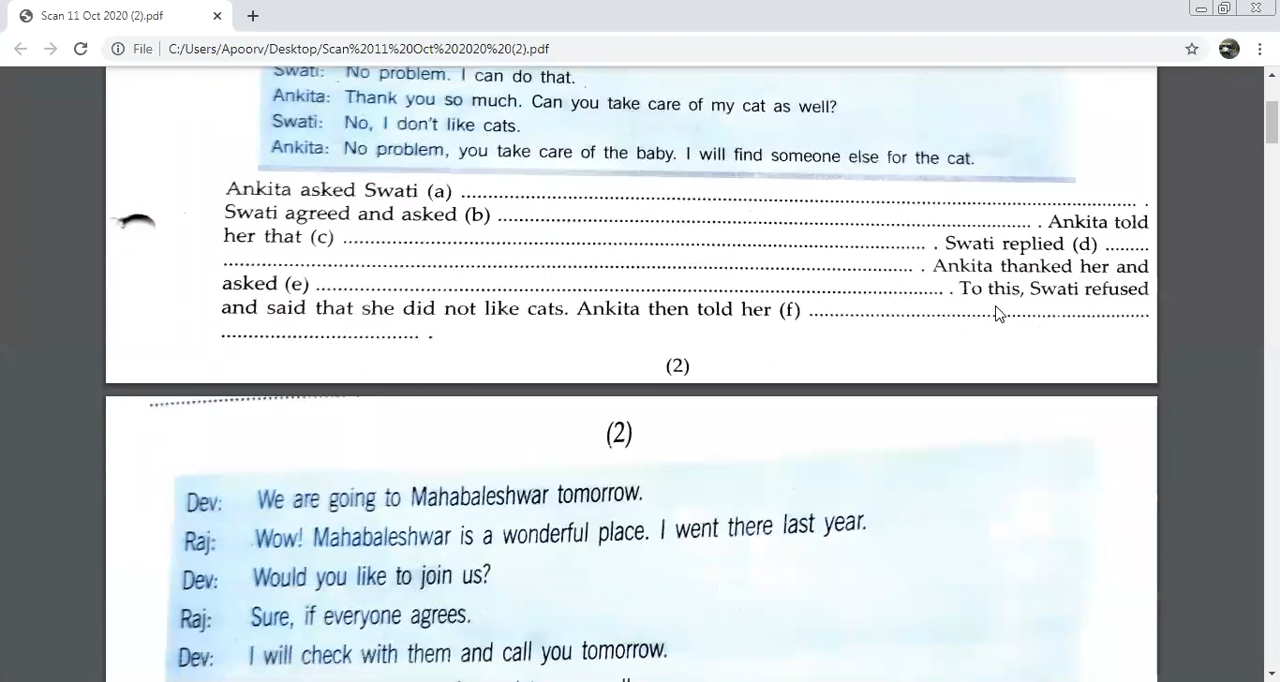 Scan 11 Oct 2020 (2).pdf
File C:/Users/Apoorv/Desktop/Scan%2011%20Oct%202020%20(2).pdf
Swati: No problem. I can do that.
Ankita: Thank you so much. Can you take care of my cat as well?
Swati: No, I don't like cats.
Ankita: No problem, you take care of the baby. I will find someone else for the cat.
Ankita asked Swati (a) .................... .
Swati agreed and asked (b) .................... . Ankita told
her that (c) .................... . Swati replied (d) .........
.................... . Ankita thanked her and
asked (e) .................... . To this, Swati refused
and said that she did not like cats. Ankita then told her (f) ....................
.................... .
(2)
(2)
Dev: We are going to Mahabaleshwar tomorrow.
Raj: Wow! Mahabaleshwar is a wonderful place. I went there last year.
Dev: Would you like to join us?
Raj: Sure, if everyone agrees.
Dev: I will check with them and call you tomorrow.